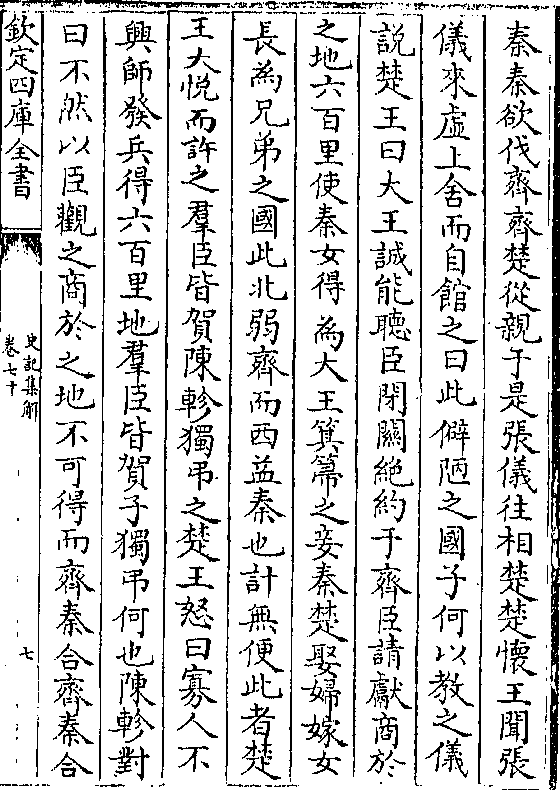 秦秦欲伐齊齊楚從親于是張儀往相楚楚懷王聞張
儀來虛上舍而自館之曰此僻陋之國子何以教之儀
說楚王曰大王誠能聽臣閉關絶約于齊臣請獻商於
之地六百里使秦女得為大王箕箒之妾秦楚娶婦嫁女
長為兄弟之國此北弱齊而西益秦也計無便此者楚
王大悅而許之羣臣皆賀陳軫獨弔之楚王怒曰寡人不
興師發兵得六百里地羣臣皆賀子獨弔何也陳軫對
曰不然以臣觀之商於之地不可得而齊秦合齊秦合
欽定四庫全書
史記集解
卷七十
七